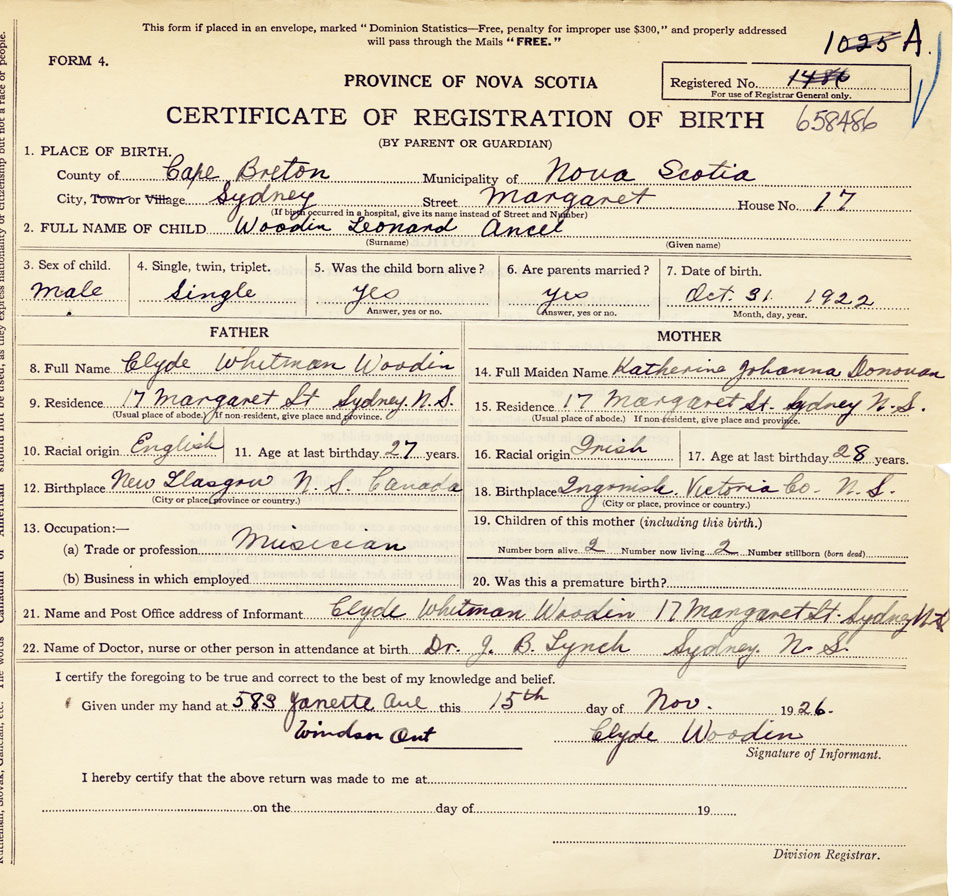 This form if placed in an envelope, marked "Dominion Statistics—Free, penalty for improper use $300," and properly addressed
will pass through the Mails "FREE."
1025 A.
FORM 4.
PROVINCE OF NOVA SCOTIA
Registered No. 1486
For use of Registrar General only.
CERTIFICATE OF REGISTRATION OF BIRTH 658486
(BY PARENT OR GUARDIAN)
1. PLACE OF BIRTH.
County of Cape Breton Municipality of Nova Scotia
City, Town or Village Sydney Street Margaret House No. 17
(If birth occurred in a hospital, give its name instead of Street and Number)
2. FULL NAME OF CHILD Woodin Leonard Ancel
(Surname) (Given name)
3. Sex of child. 4. Single, twin, triplet. 5. Was the child born alive? 6. Are parents married? 7. Date of birth.
Male Single yes yes Oct. 31 1922
Answer, yes or no. Answer, yes or no. Month, day, year.
FATHER MOTHER
8. Full Name Clyde Whitman Woodin
14. Full Maiden Name Katherine Johanna Donovan
9. Residence 17 Margaret St Sydney. N.S.
(Usual place of abode.) If non-resident, give place and province.
15. Residence 17 Margaret St. Sydney N.S.
(Usual place of abode.) If non-resident, give place and province.
10. Racial origin English 11. Age at last birthday 27 years.
16. Racial origin Irish 17. Age at last birthday 28 years.
12. Birthplace New Glasgow N.S. Canada
(City or place, province or country.)
18. Birthplace Ingonish. Victoria Co. N.S.
(City or place, province or country.)
13. Occupation:—
19. Children of this mother (including this birth.)
(a) Trade or profession Musician
Number born alive 2 Number now living 2 Number stillborn (born dead)
(b) Business in which employed
20. Was this a premature birth?
21. Name and Post Office address of Informant Clyde Whitman Woodin 17 Margaret St. Sydney N.S.
22. Name of Doctor, nurse or other person in attendance at birth Dr. J. B. Lynch Sydney. N.S.
I certify the foregoing to be true and correct to the best of my knowledge and belief.
Given under my hand at 583 Janette Ave this 15th day of Nov. 1926.
Windsor Ont Clyde Woodin
Signature of Informant.
I hereby certify that the above return was made to me at
on the day of 19
Division Registrar.